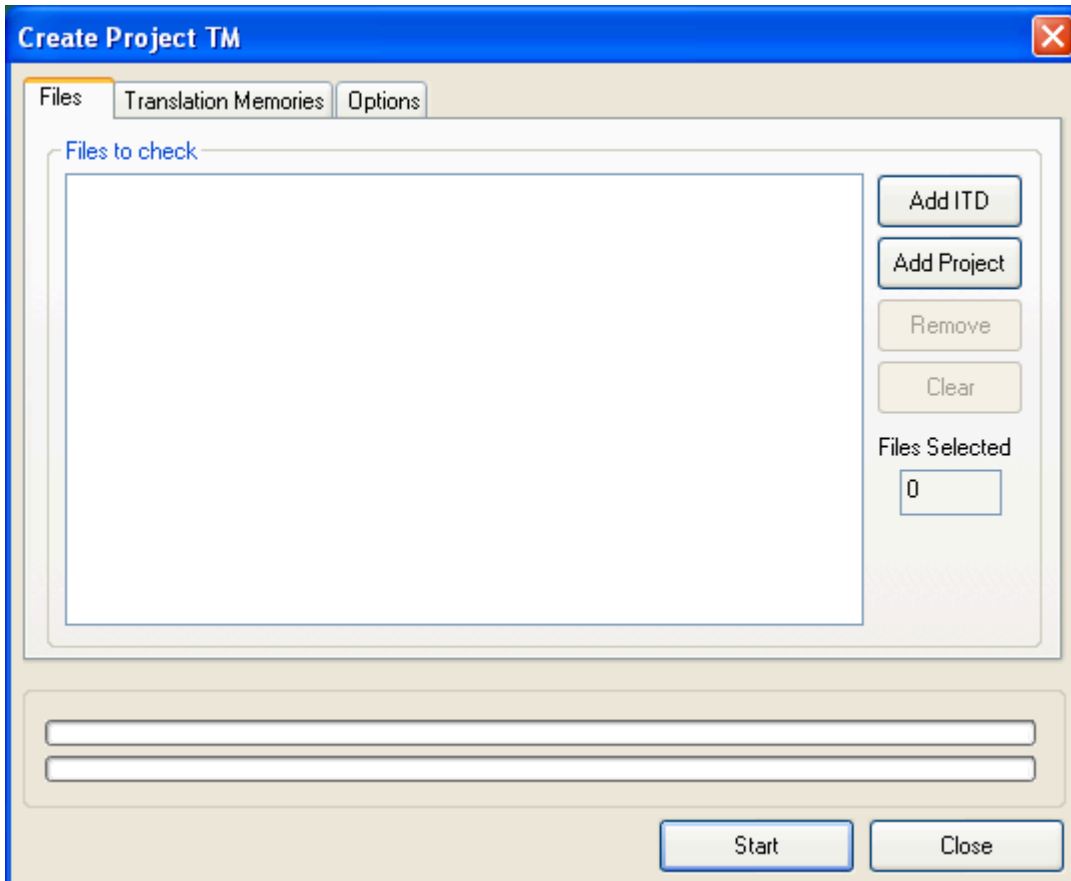 Create Project TM
Files
Translation Memories
Options
Files to check
Add ITD
Add Project
Remove
Clear
Files Selected
0
Start
Close